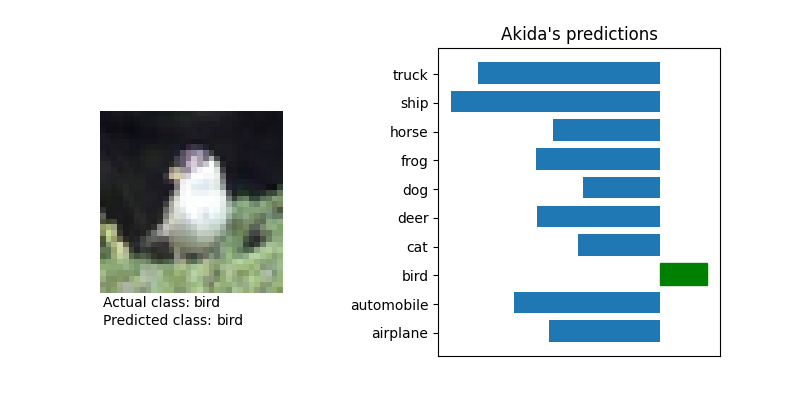 Akida's predictions
truck
ship
horse
frog
dog
deer
cat
bird
automobile
airplane
Actual class: bird
Predicted class: bird